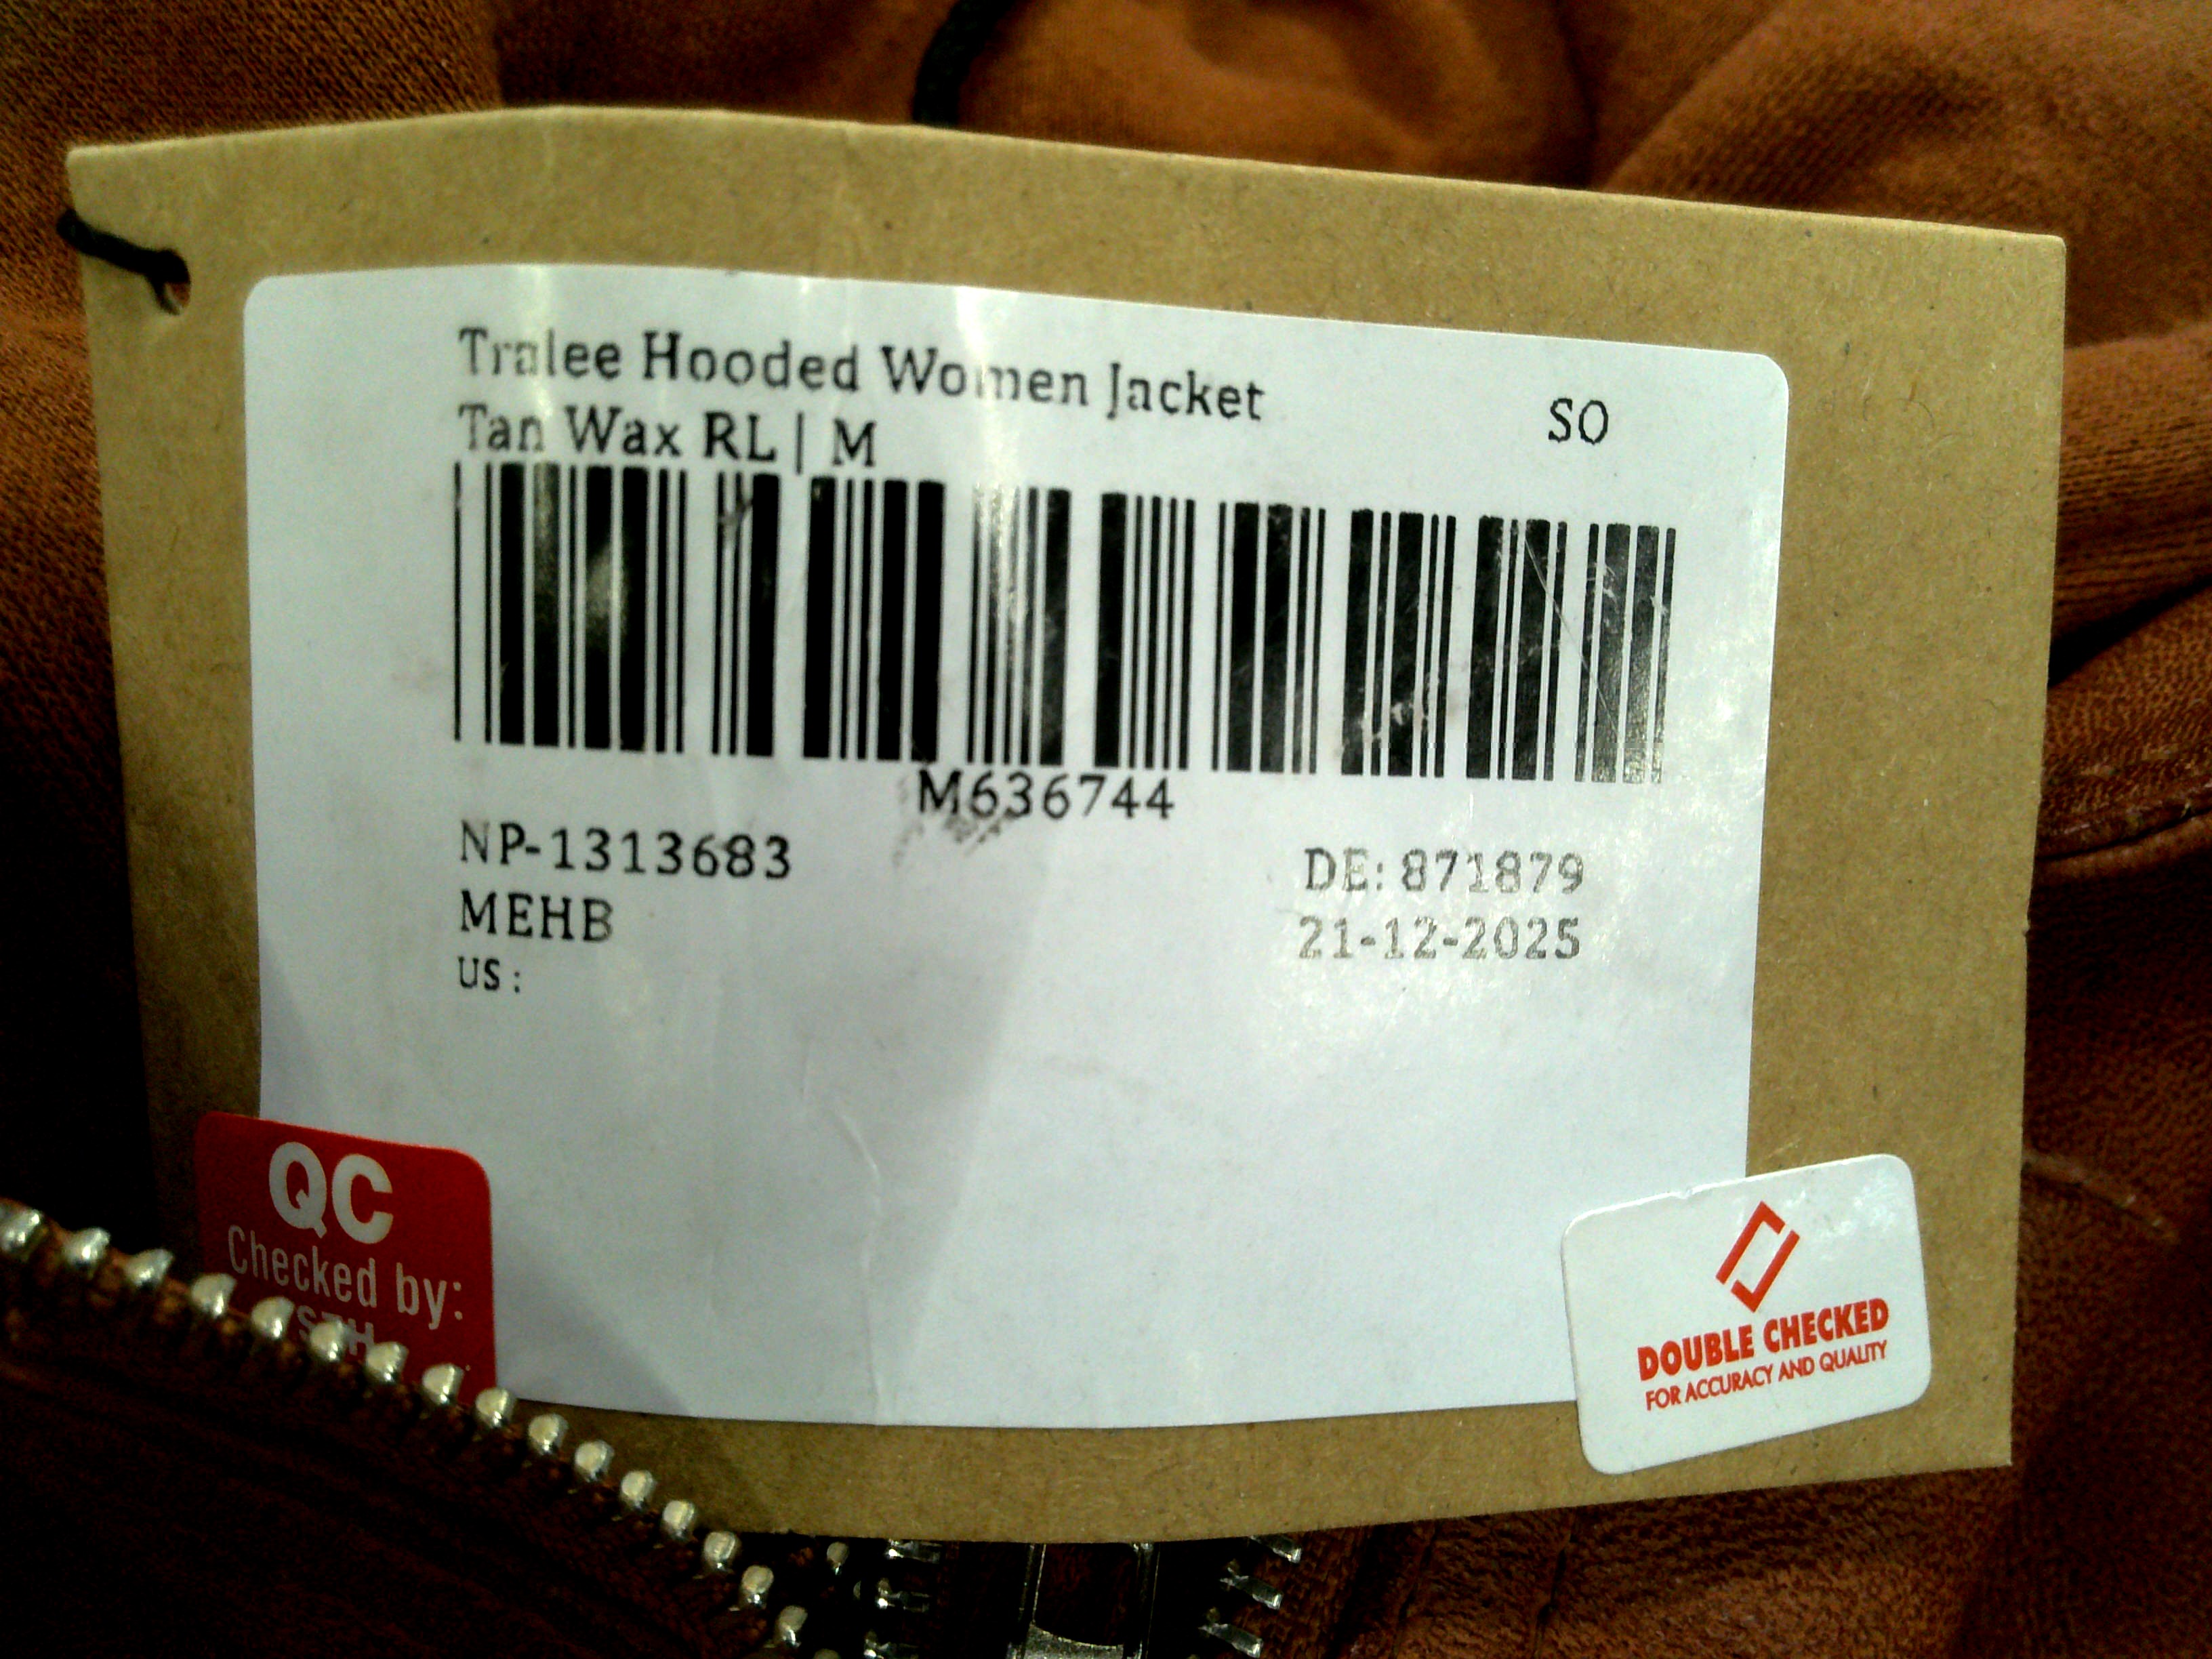 Tralee Hooded Women Jacket
Tan Wax RL | M
SO
M636744
NP-1313683
DE: 871879
MEHB
21-12-2025
US :
QC
Checked by:
DOUBLE CHECKED
FOR ACCURACY AND QUALITY